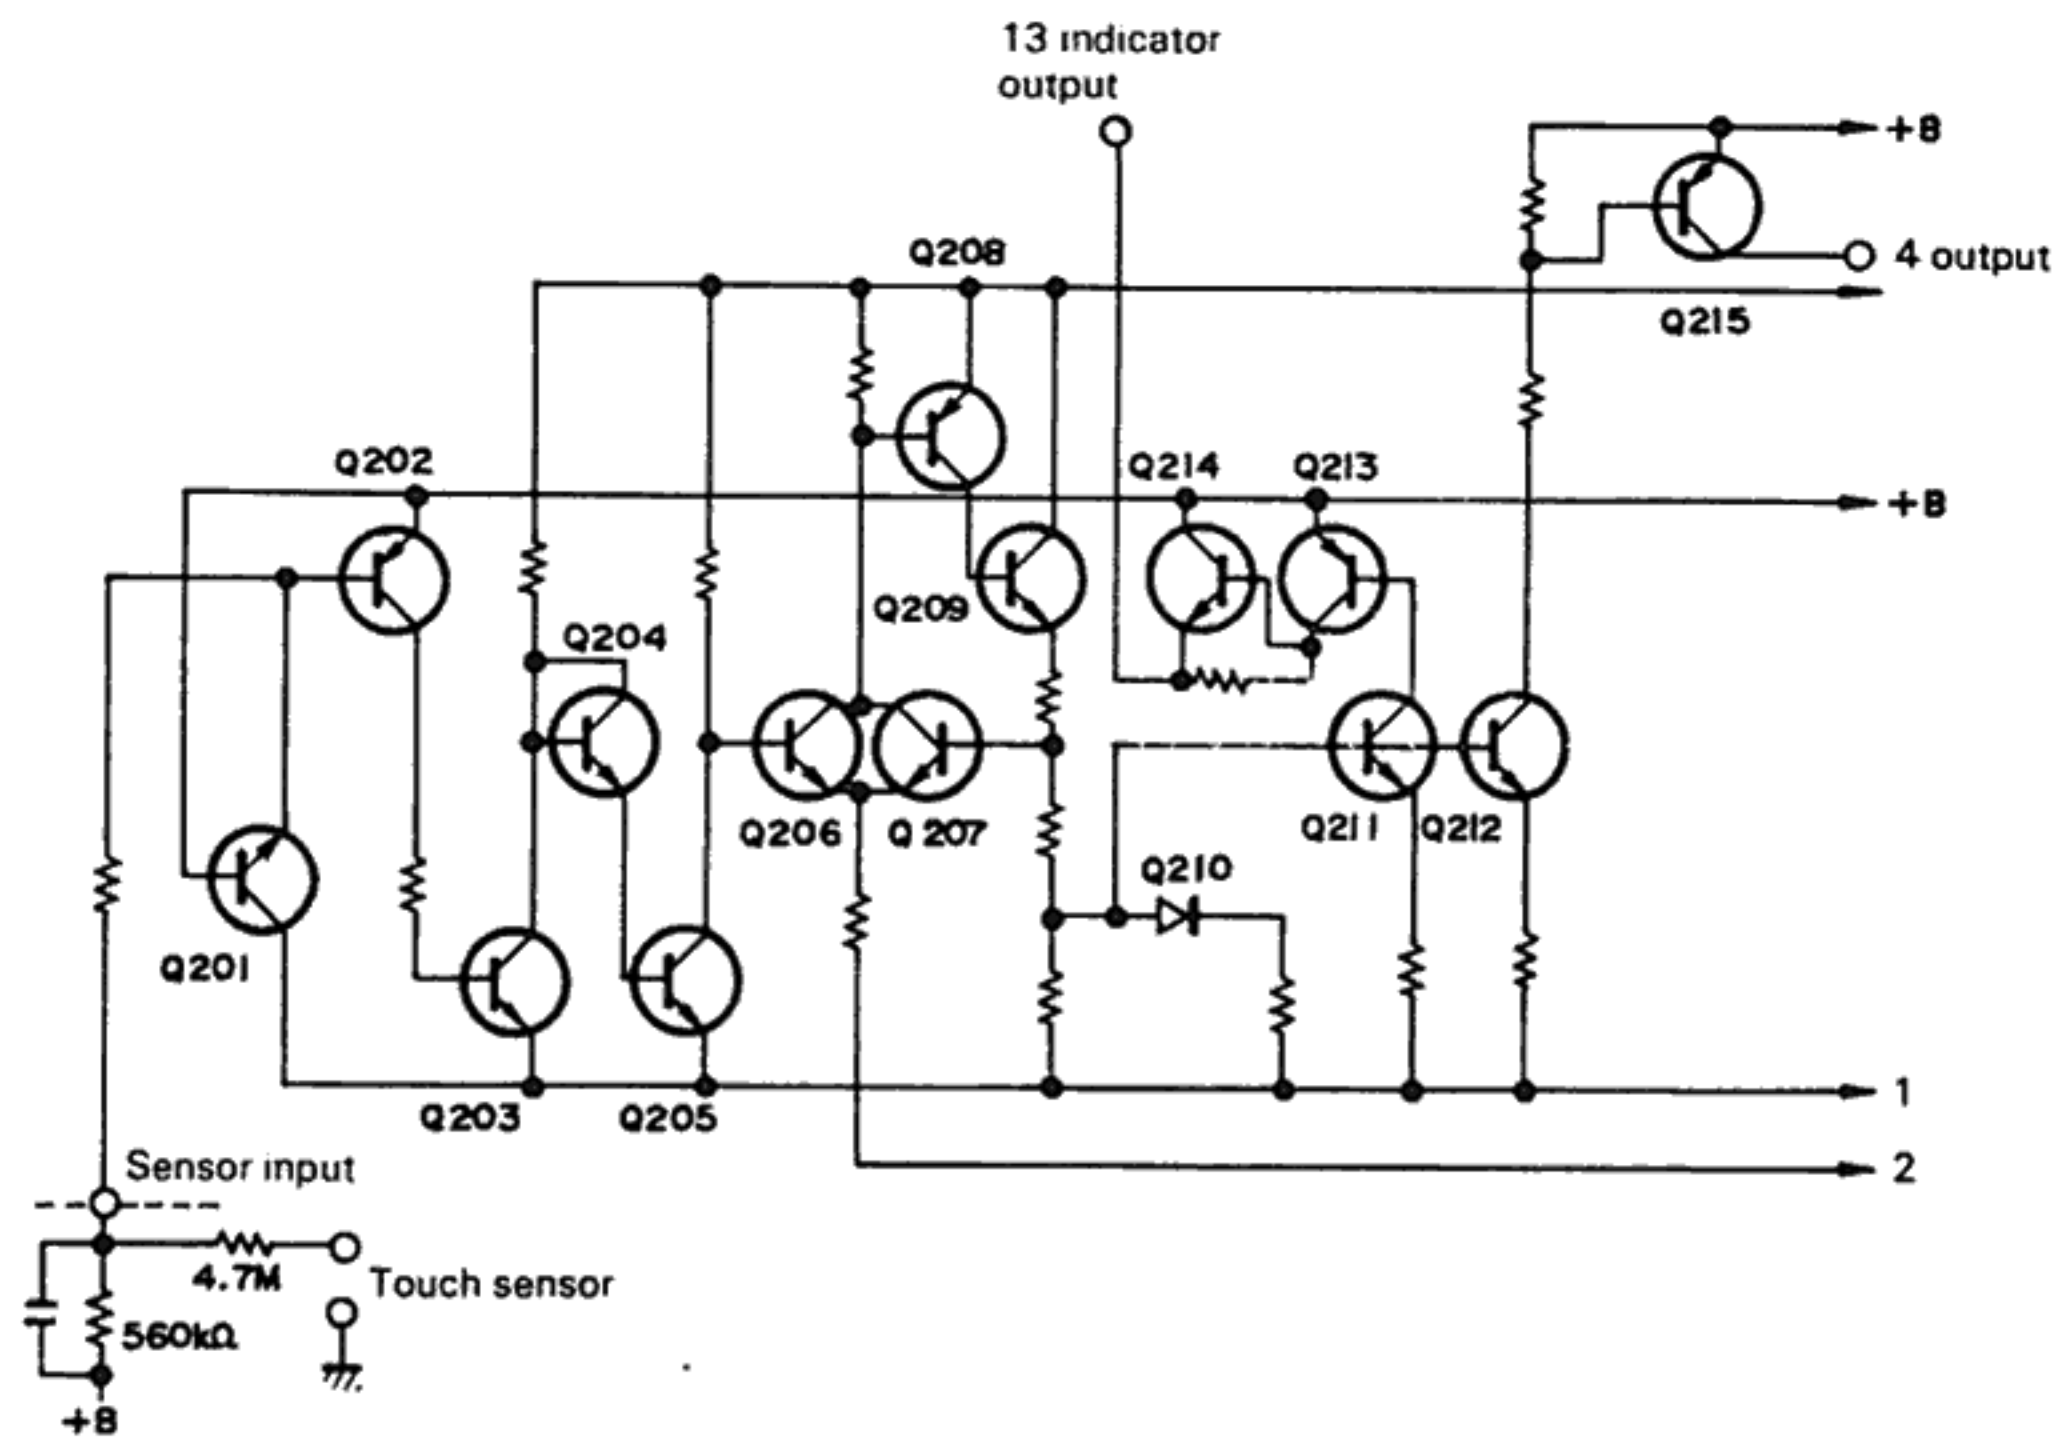 13 indicator
output
+B
4 output
Q208
Q215
Q202
Q214
Q213
+B
Q209
Q204
Q206
Q207
Q211
Q212
Q210
Q201
1
Q203
Q205
Sensor input
2
4.7M
Touch sensor
560kΩ
+B